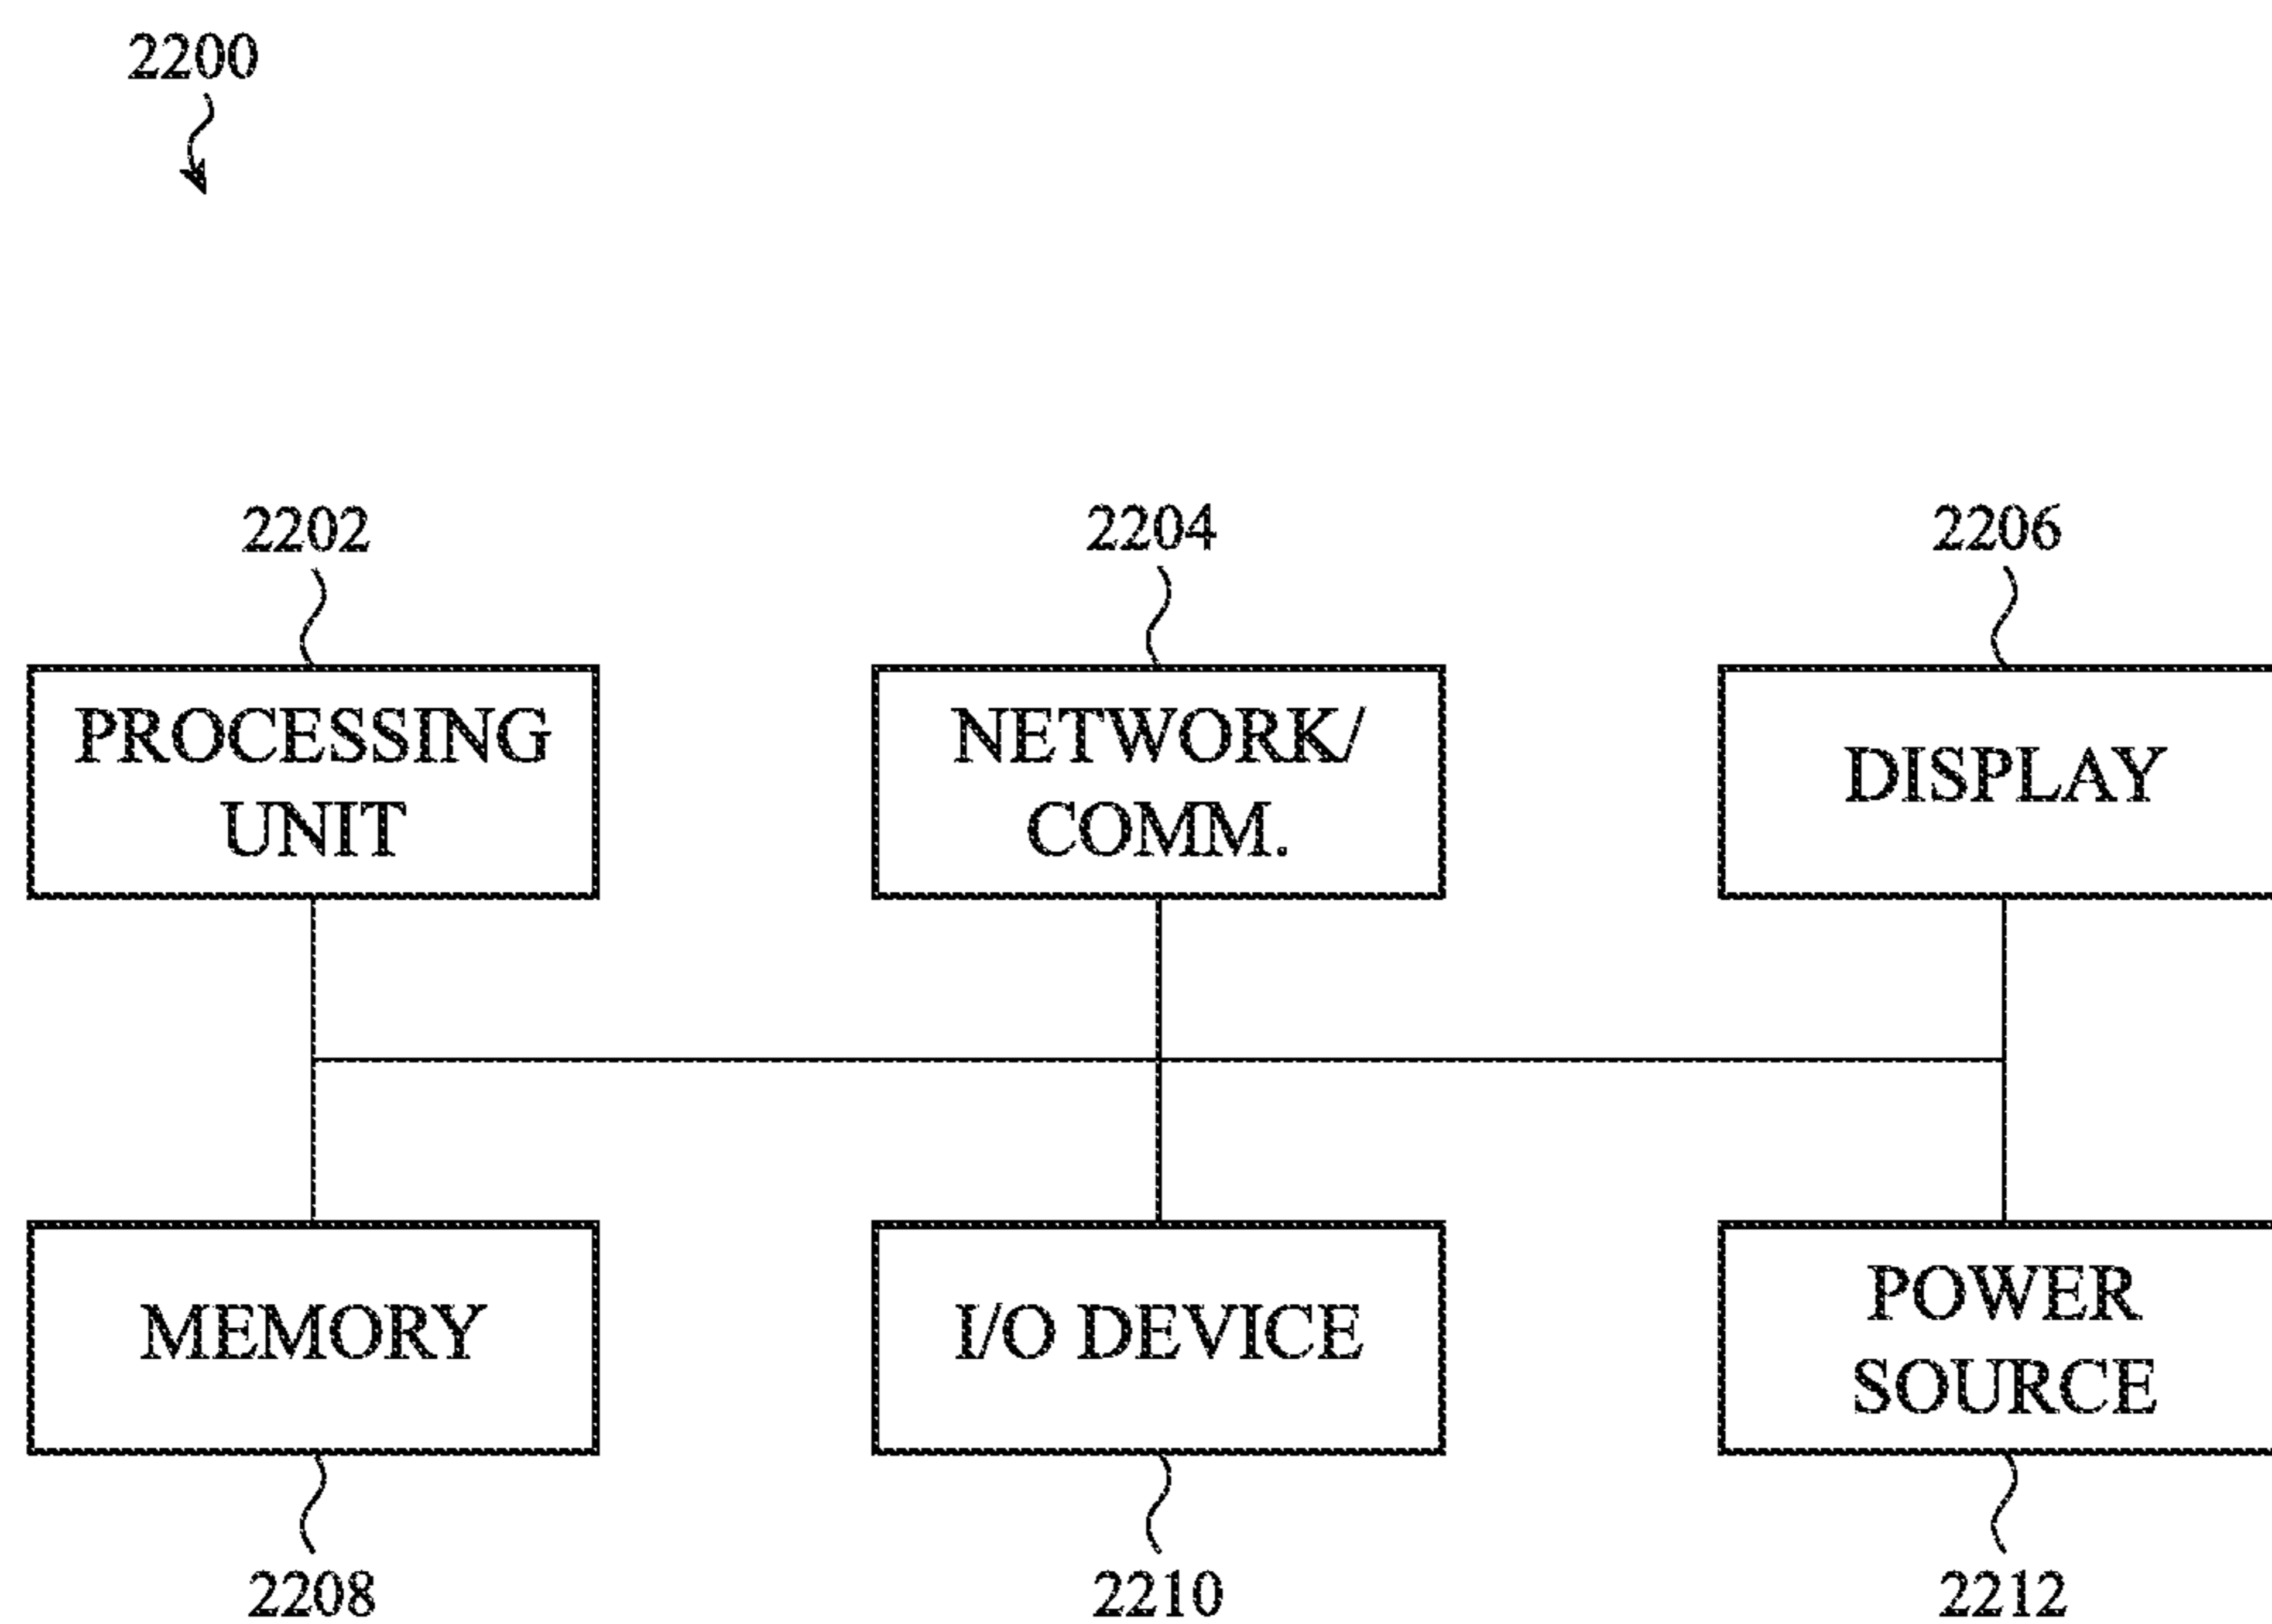 2200
2202
2204
2206
PROCESSING
UNIT
NETWORK/
COMM.
DISPLAY
MEMORY
I/O DEVICE
POWER
SOURCE
2208
2210
2212